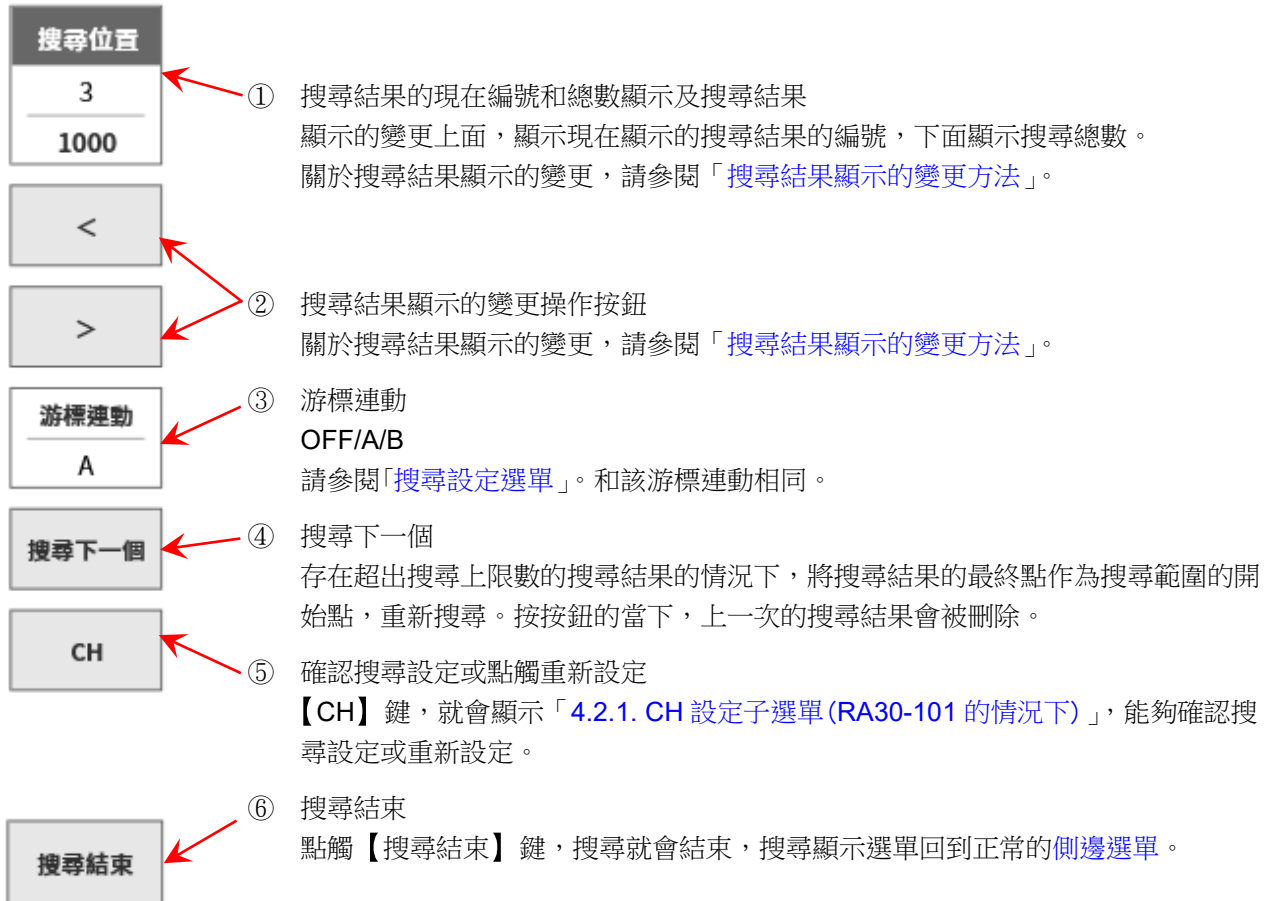 搜尋位置
3
1000
① 搜尋結果的現在編號和總數顯示及搜尋結果
顯示的變更上面，顯示現在顯示的搜尋結果的編號，下面顯示搜尋總數。
關於搜尋結果顯示的變更，請參閱「搜尋結果顯示的變更方法」。
<
>
② 搜尋結果顯示的變更操作按鈕
關於搜尋結果顯示的變更，請參閱「搜尋結果顯示的變更方法」。
游標連動
A
③ 游標連動
OFF/A/B
請參閱「搜尋設定選單」。和該游標連動相同。
搜尋下一個
④ 搜尋下一個
存在超出搜尋上限數的搜尋結果的情況下，將搜尋結果的最終點作為搜尋範圍的開
始點，重新搜尋。按按鈕的當下，上一次的搜尋結果會被刪除。
CH
⑤ 確認搜尋設定或點觸重新設定
【CH】鍵，就會顯示「4.2.1. CH 設定子選單(RA30-101 的情況下)」，能夠確認搜
尋設定或重新設定。
搜尋結束
⑥ 搜尋結束
點觸【搜尋結束】鍵，搜尋就會結束，搜尋顯示選單回到正常的側邊選單。